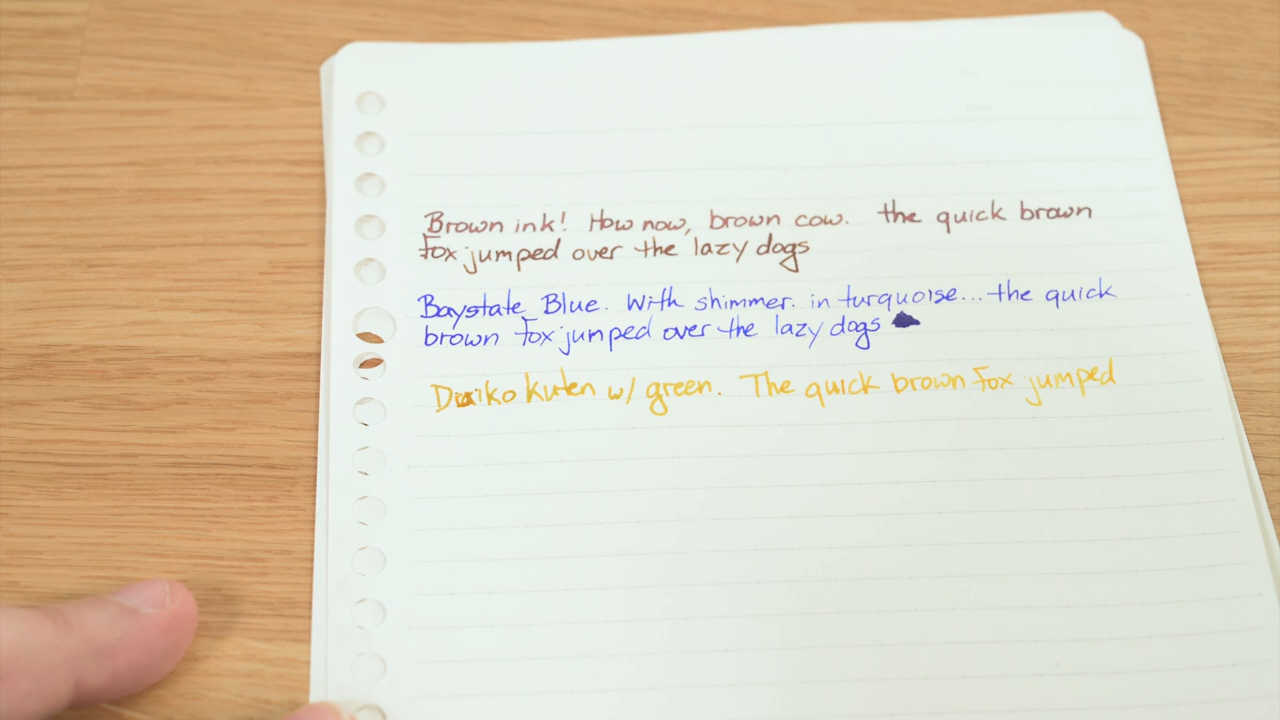 Brown ink! How now, brown cow. the quick brown
fox jumped over the lazy dogs
Baystate Blue. With shimmer. in turquoise...the quick
brown fox jumped over the lazy dogs
kuten w/ green. The quick brown fox jumped